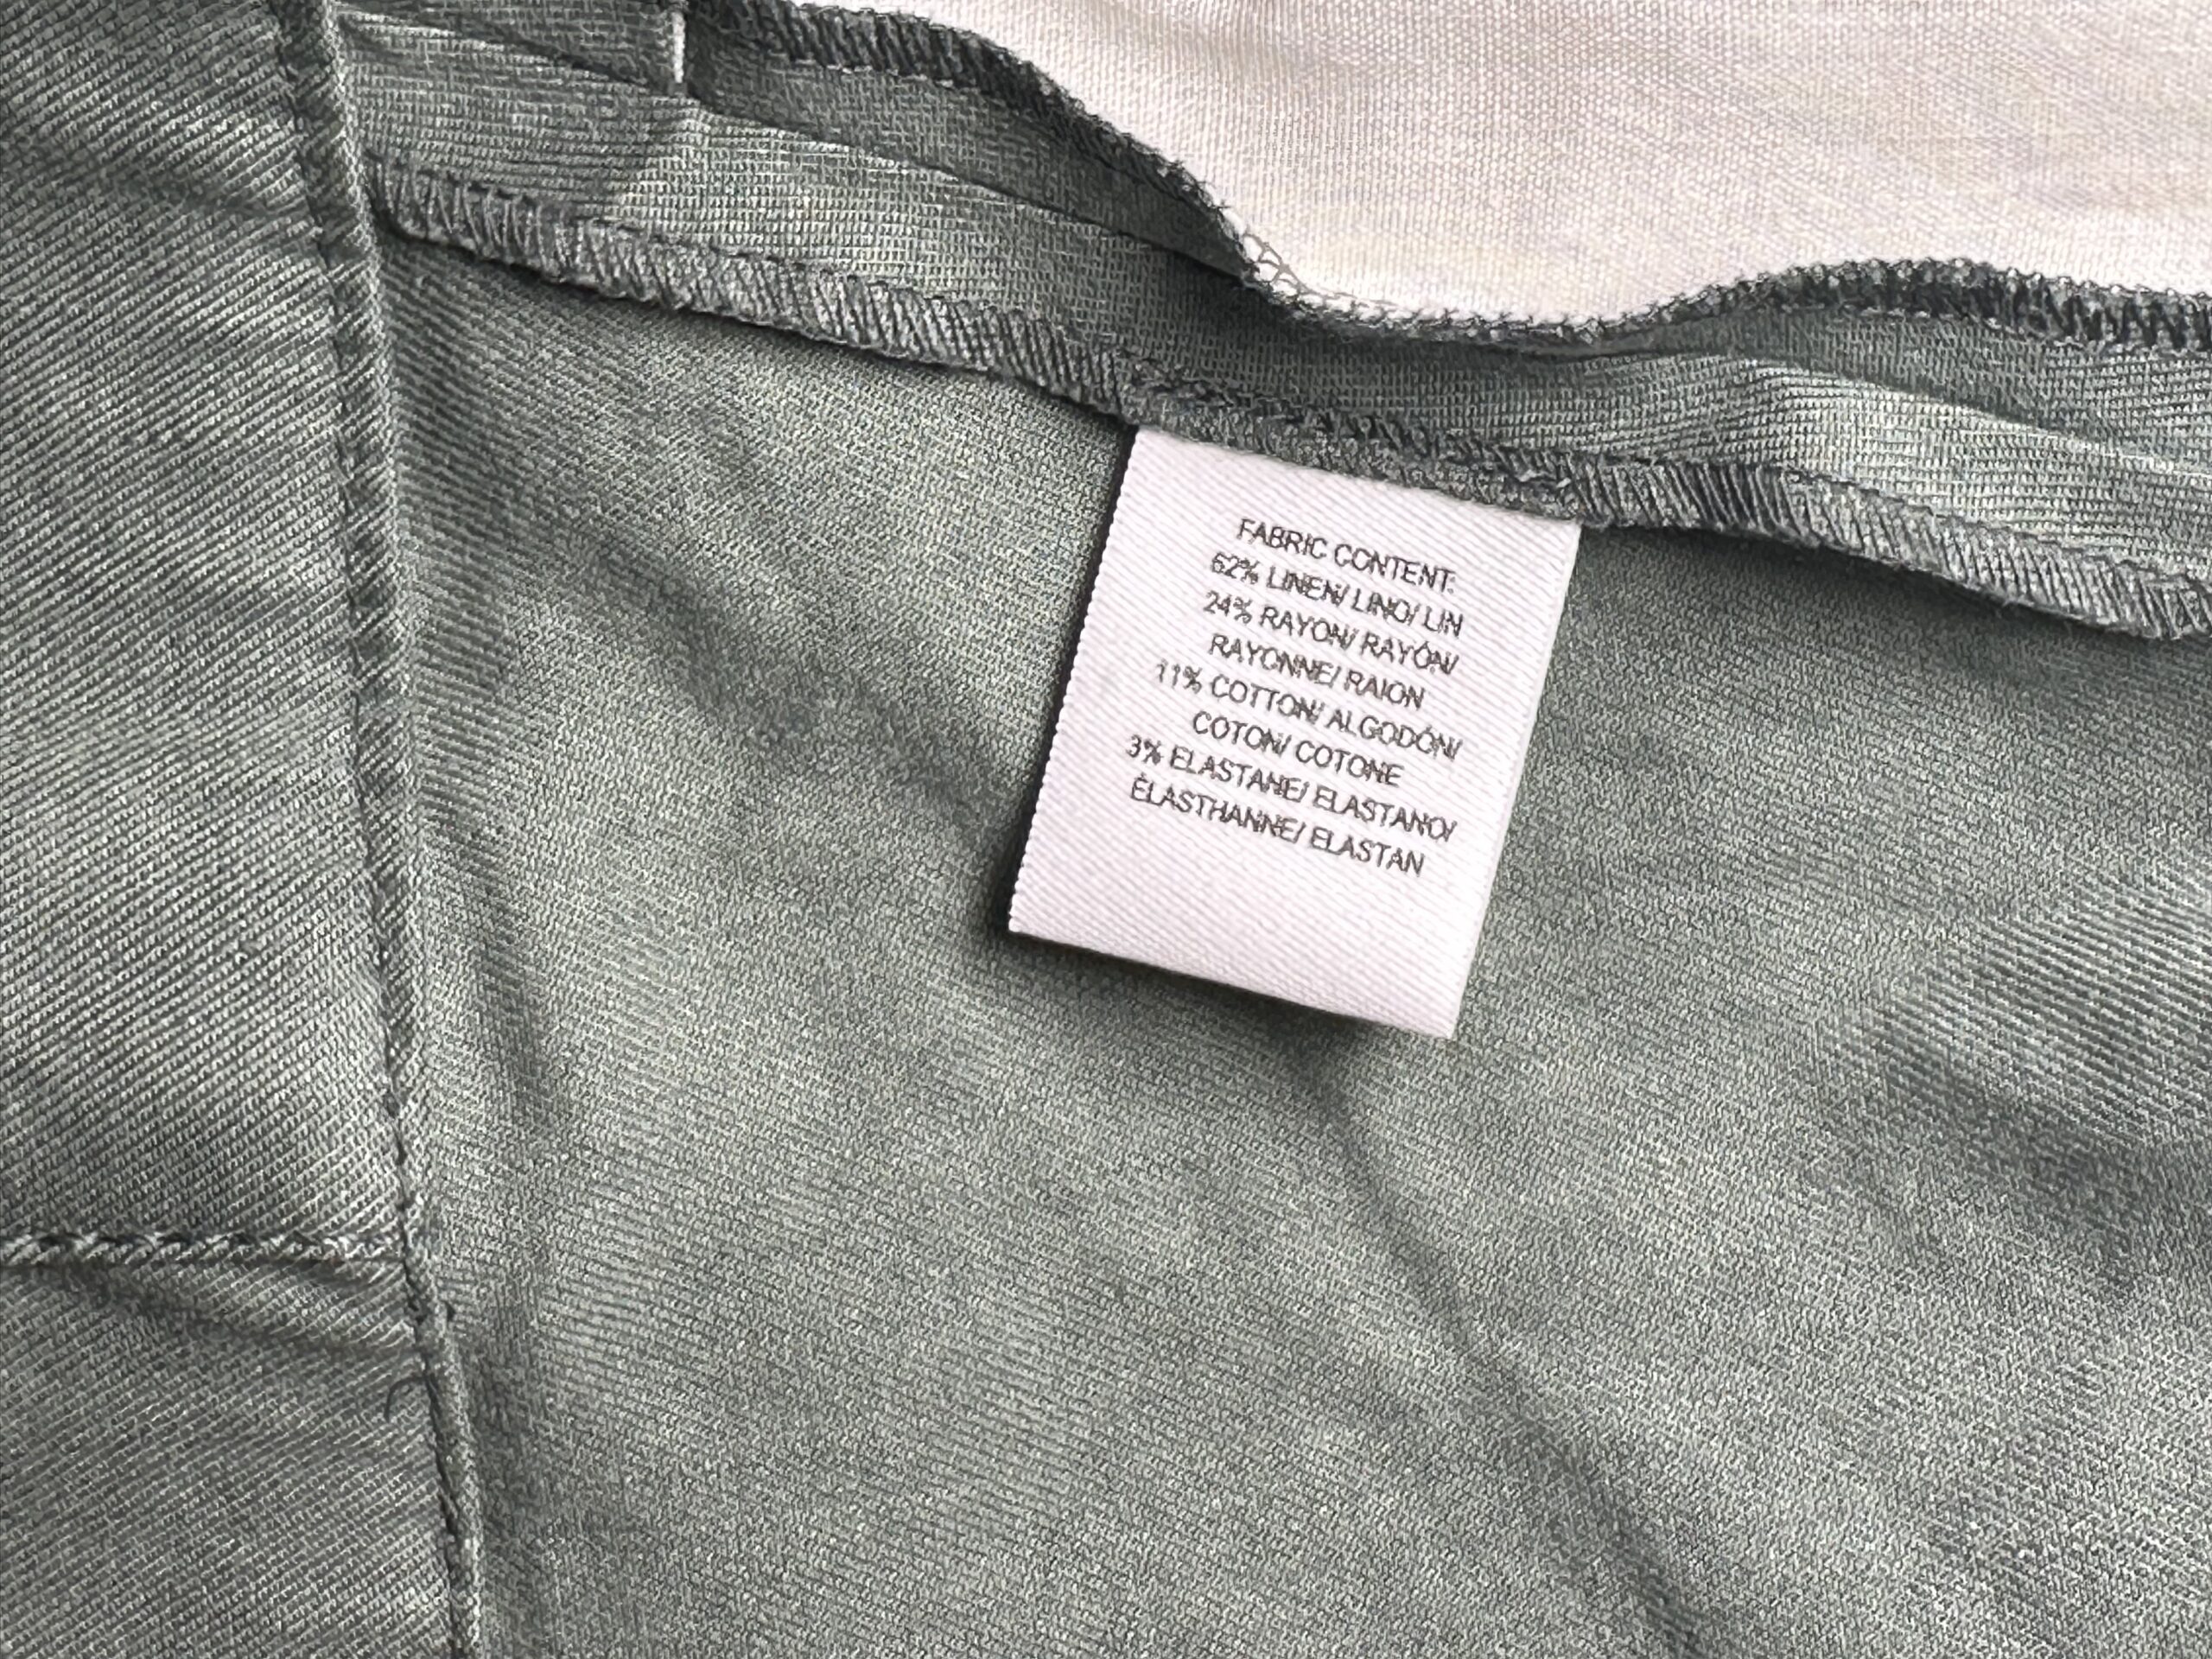 FABRIC CONTENT:
62% LINEN/ LINO/ LIN
24% RAYON/ RAYÓN/
RAYONNE/ RAION
11% COTTON/ ALGODÓN/
COTON/ COTONE
3% ELASTANE/ ELASTANO/
ÉLASTHANNE/ ELASTAN